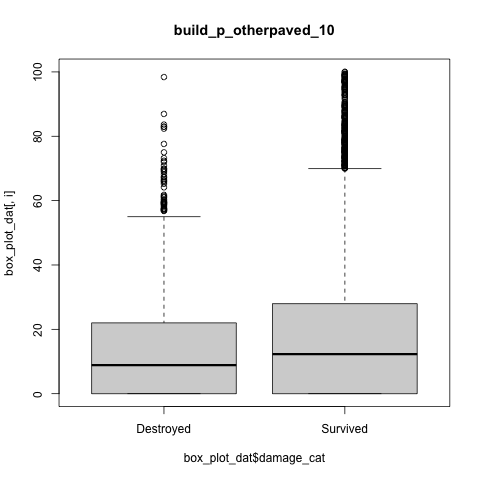 build_p_otherpaved_10
box_plot_dat[, i]
100
80
60
40
20
0
Destroyed
Survived
box_plot_dat$damage_cat